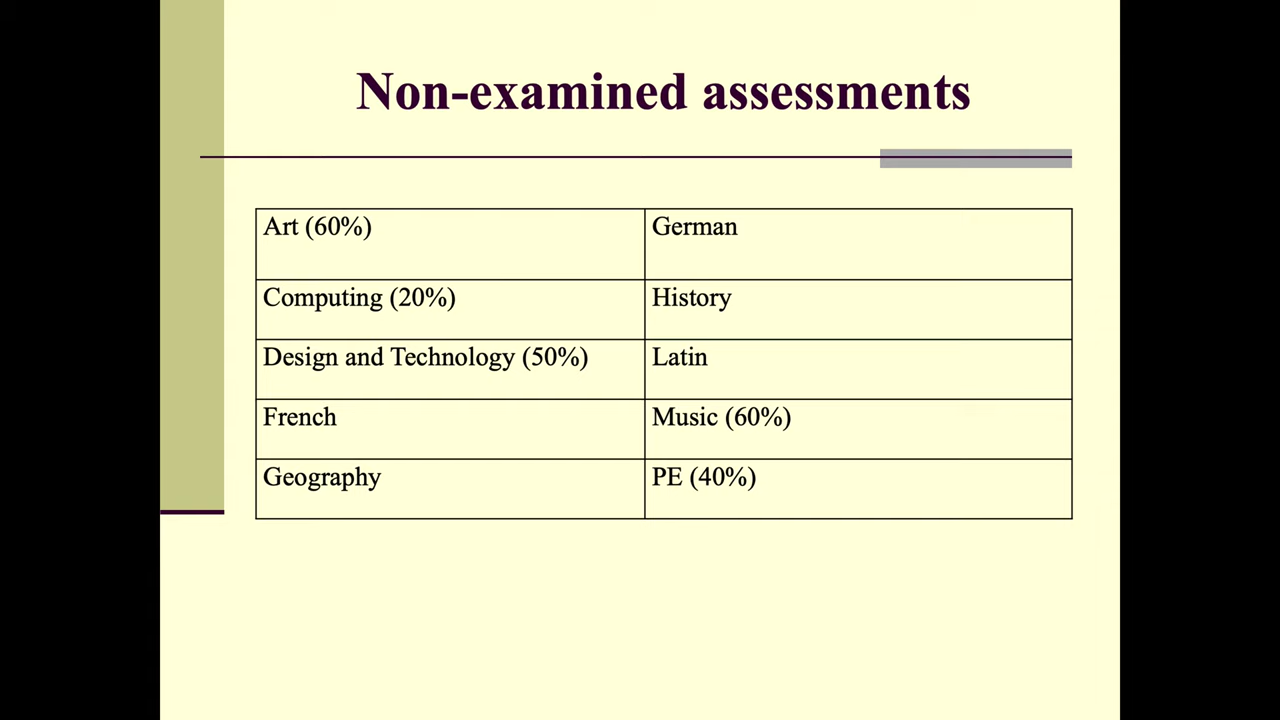 Non-examined assessments
Art (60%)
German
Computing (20%)
History
Design and Technology (50%)
Latin
French
Music (60%)
Geography
PE (40%)